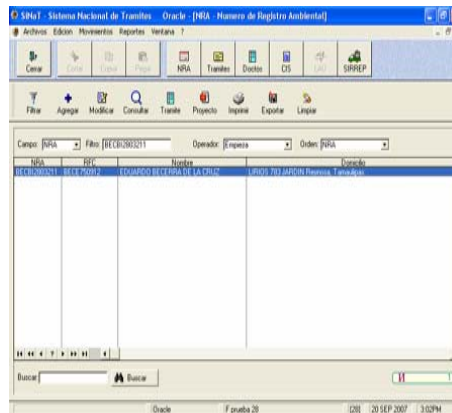 SINaT - Sistema Nacional de Tramites   Oracle - [NRA - Numero de Registro Ambiental]
Archivos Edicion Movimientos Reportes Ventana ?
Cerrar Cortar Copiar Pegar NRA Tramites Doctos CIS SIRREP
Filtrar Agregar Modificar Consultar Tramite Proyecto Imprimir Exportar Limpiar
Campo: NRA Filtro: BECBI2803211 Operador: Empieza Orden: NRA
NRA RFC Nombre Domicilio
BECBI2803211 BECE750912 EDUARDO BECERRA DE LA CRUZ LIRIOS 703 JARDIN Reynosa, Tamaulipas
Buscar Buscar
Oracle F prueba 28 [28] 20 SEP 2007 3:02PM